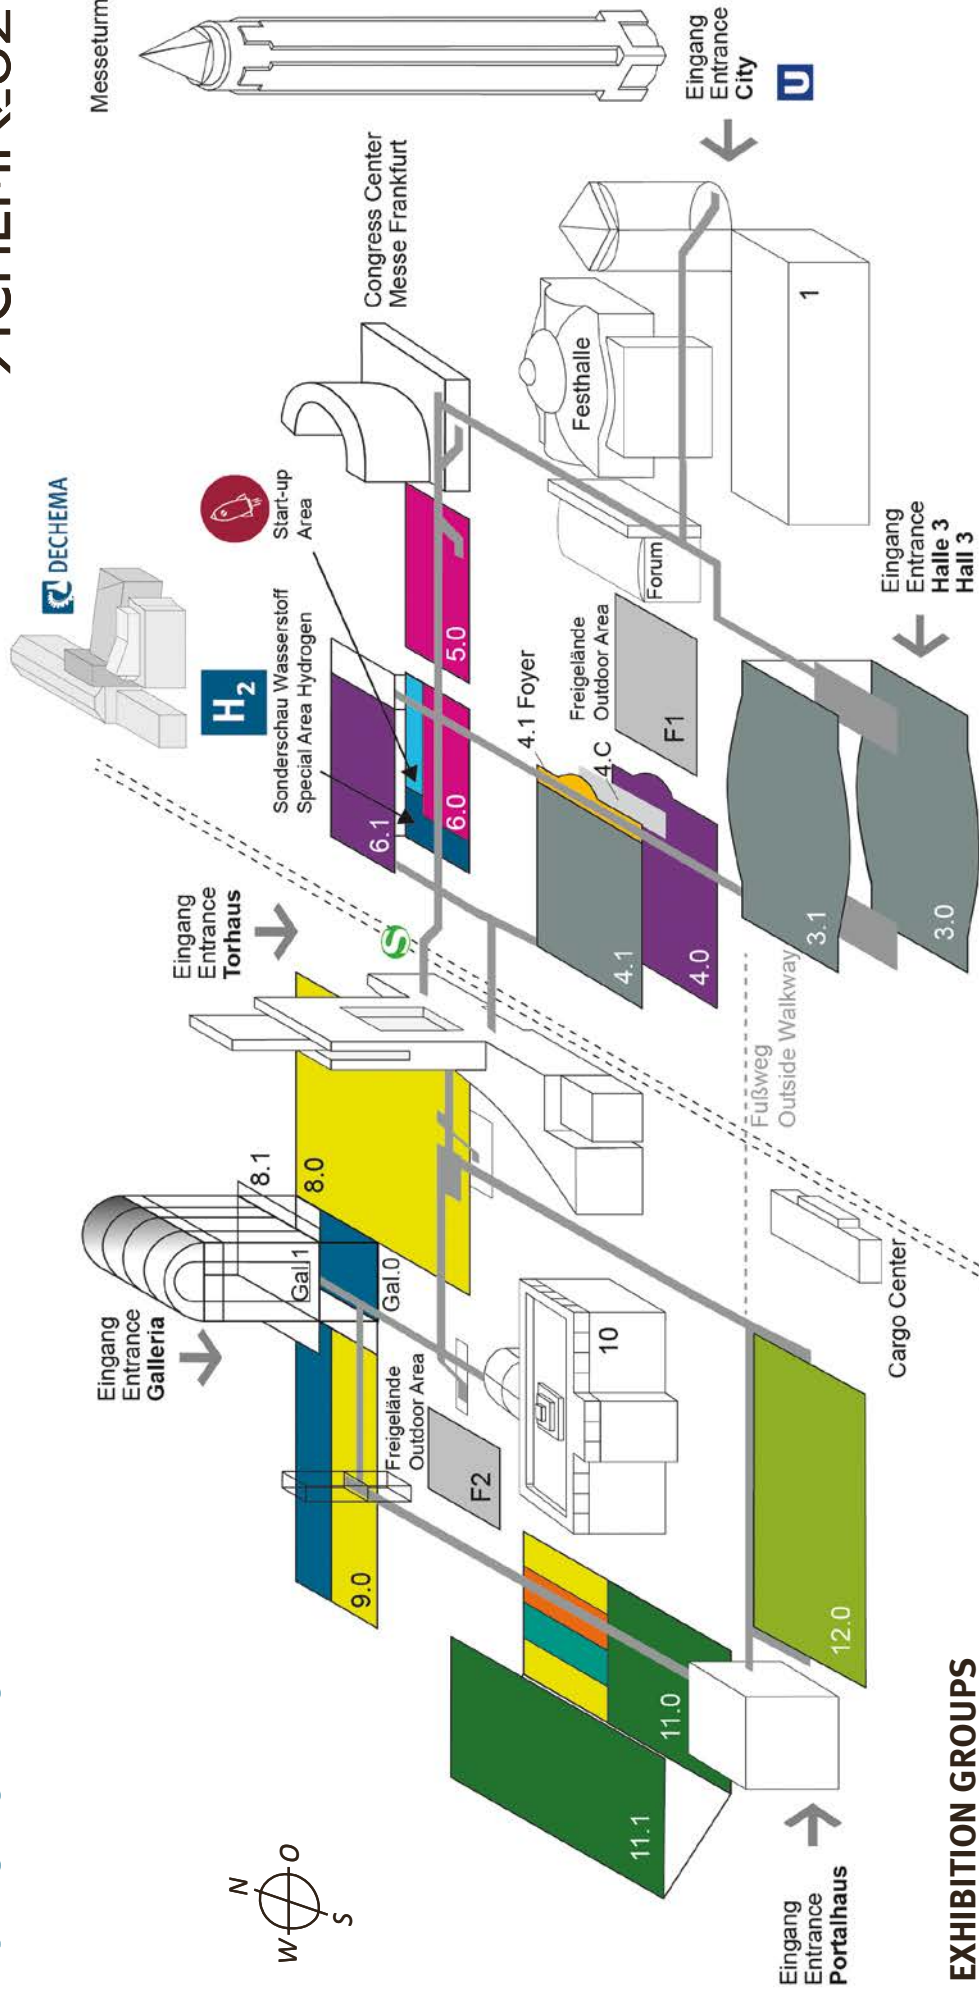 Messeturm
Eingang
Entrance
City
U
Congress Center
Messe Frankfurt
DECHEMA
Start-up
Area
H2
Sonderschau Wasserstoff
Special Area Hydrogen
Festhalle
1
5.0
6.1
6.0
4.1 Foyer
Freigelände
Outdoor Area
F1
Forum
4.C
Eingang
Entrance
Halle 3
Hall 3
Eingang
Entrance
Torhaus
S
4.1
4.0
3.1
3.0
Fußweg
Outside Walkway
8.1
8.0
Gal.1
Gal.0
Eingang
Entrance
Galleria
Freigelände
Outdoor Area
F2
10
Cargo Center
9.0
12.0
11.0
11.1
N
O
W
S
Eingang
Entrance
Portalhaus
EXHIBITION GROUPS